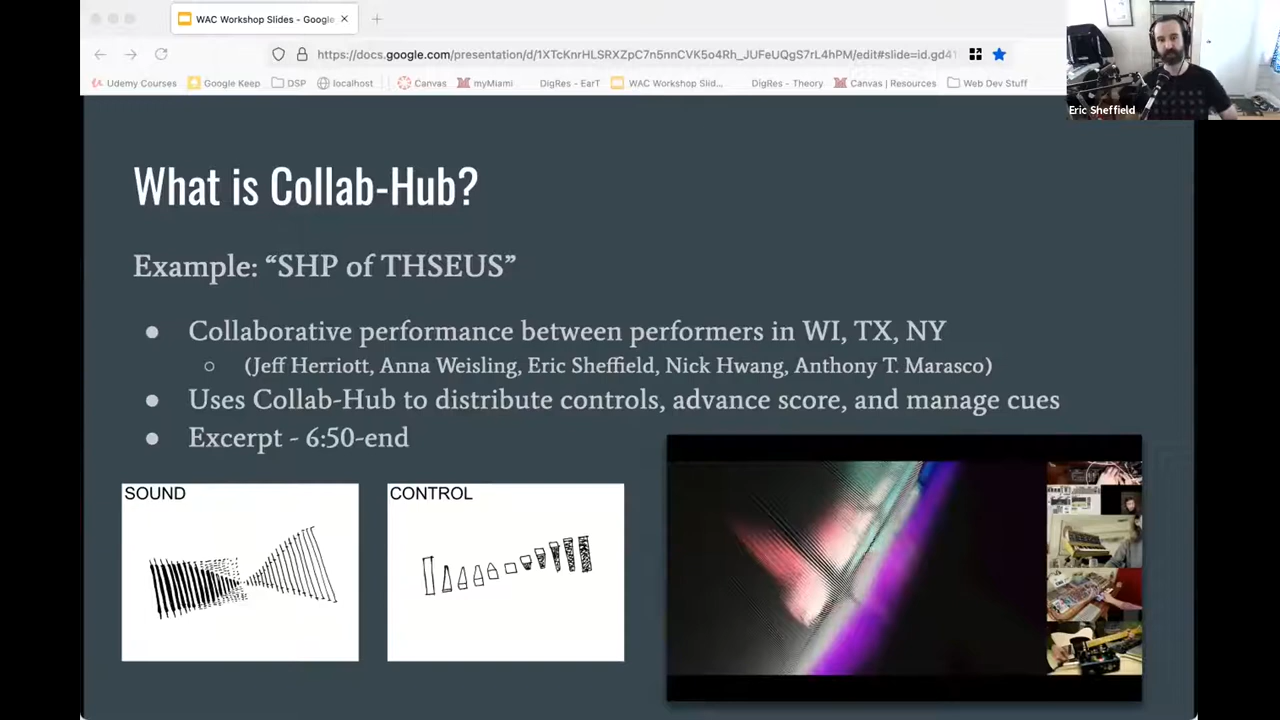 WAC Workshop Slides - Google
https://docs.google.com/presentation/d/1XTcKnrHLSRXZpC7n5nnCVK5o4Rh_JUFeUQgS7rL4hPM/edit#slide=id.gd41
Udemy Courses Google Keep DSP localhost Canvas myMiami DigRes - EarT WAC Workshop Slid... DigRes - Theory Canvas | Resources Web Dev Stuff
Eric Sheffield
What is Collab-Hub?
Example: “SHP of THSEUS”
● Collaborative performance between performers in WI, TX, NY
○ (Jeff Herriott, Anna Weisling, Eric Sheffield, Nick Hwang, Anthony T. Marasco)
● Uses Collab-Hub to distribute controls, advance score, and manage cues
● Excerpt - 6:50-end
SOUND
CONTROL